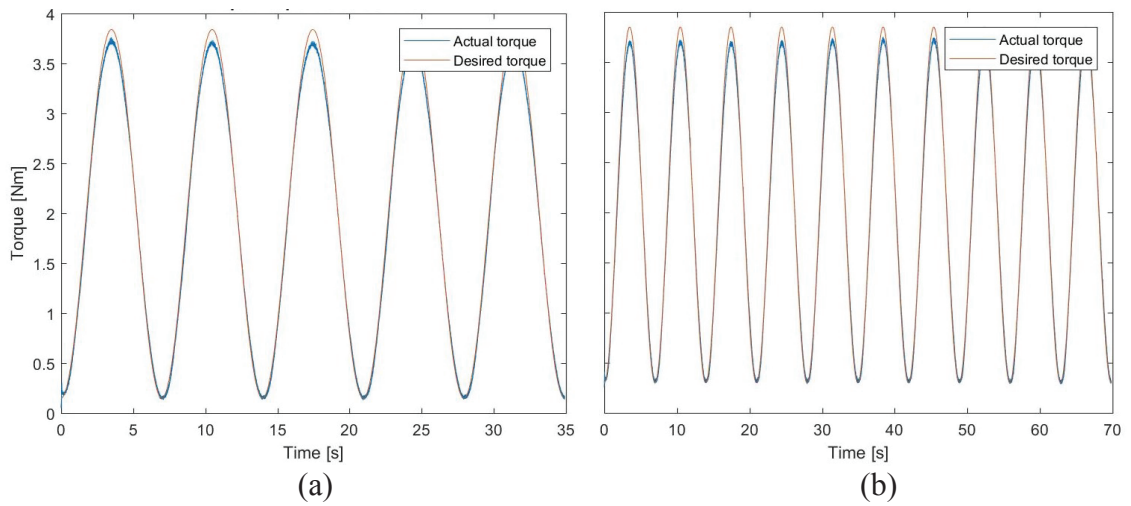 Actual torque
Desired torque
Torque [Nm]
4
3.5
3
2.5
2
1.5
1
0.5
0
0 5 10 15 20 25 30 35
Time [s]
(a)
Actual torque
Desired torque
0 10 20 30 40 50 60 70
Time [s]
(b)